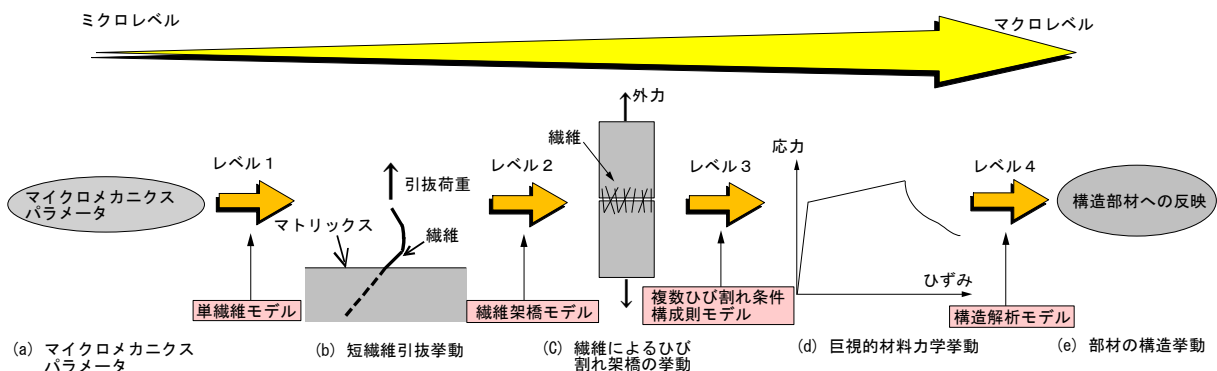 ミクロレベル
マクロレベル
レベル1
レベル2
レベル3
レベル4
マイクロメカニクス
パラメータ
引抜荷重
マトリックス
繊維
外力
繊維
応力
ひずみ
構造部材への反映
単繊維モデル
繊維架橋モデル
複数ひび割れ条件
構成則モデル
構造解析モデル
(a) マイクロメカニクス
パラメータ
(b) 短繊維引抜挙動
(C) 繊維によるひび
割れ架橋の挙動
(d) 巨視的材料力学挙動
(e) 部材の構造挙動